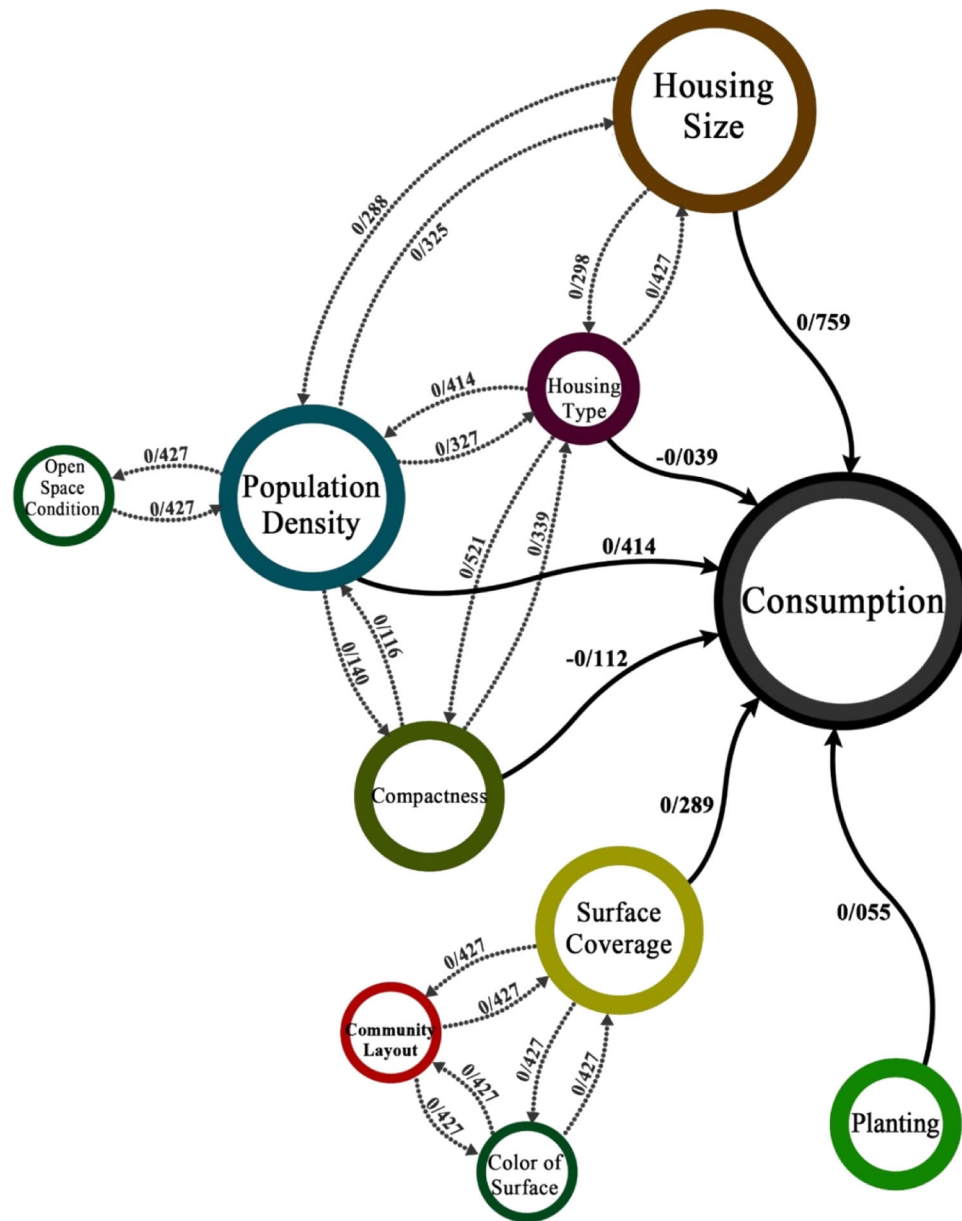 Housing
Size
0/288
0/325
0/298
0/427
0/759
Housing
Type
0/414
0/327
-0/039
Open
Space
Condition
0/427
0/427
Population
Density
0/521
0/339
0/414
Consumption
0/140
0/116
-0/112
Compactness
0/289
Surface
Coverage
0/055
0/427
0/427
Community
Layout
0/427
0/427
0/427
0/427
Planting
Color of
Surface